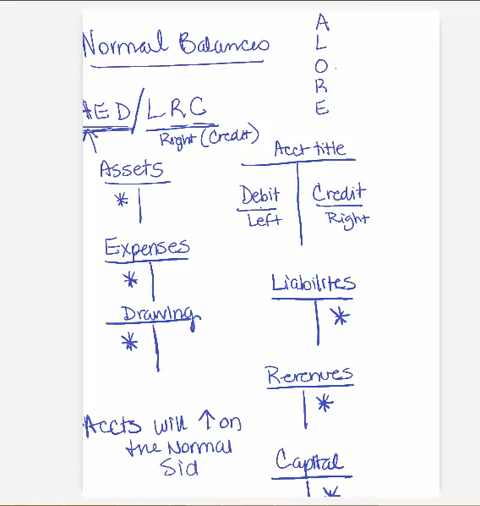 Normal Balances
A
L
O
R
E
AED/LRC
Right (Credit)
Acct title
Debit
Left
Credit
Right
Assets
*
Expenses
*
Drawing
*
Liabilites
*
Revenues
*
Capital
*
Accts will ↑ on
the Normal
Sid